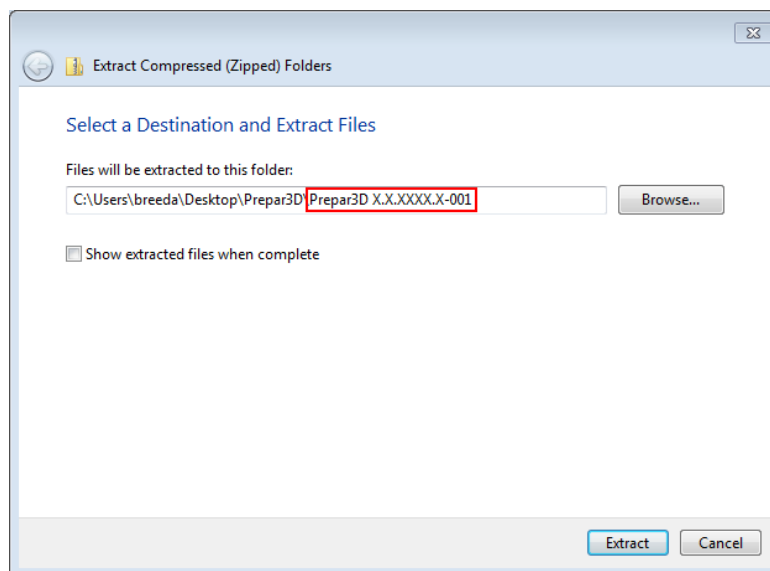 Extract Compressed (Zipped) Folders
Select a Destination and Extract Files
Files will be extracted to this folder:
C:\Users\breeda\Desktop\Prepar3D\Prepar3D X.X.XXXX.X-001
Browse...
Show extracted files when complete
Extract
Cancel